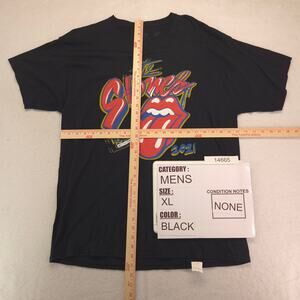 Stones
2021
14665
CATEGORY :
MENS
SIZE :
XL
COLOR :
BLACK
CONDITION NOTES
NONE